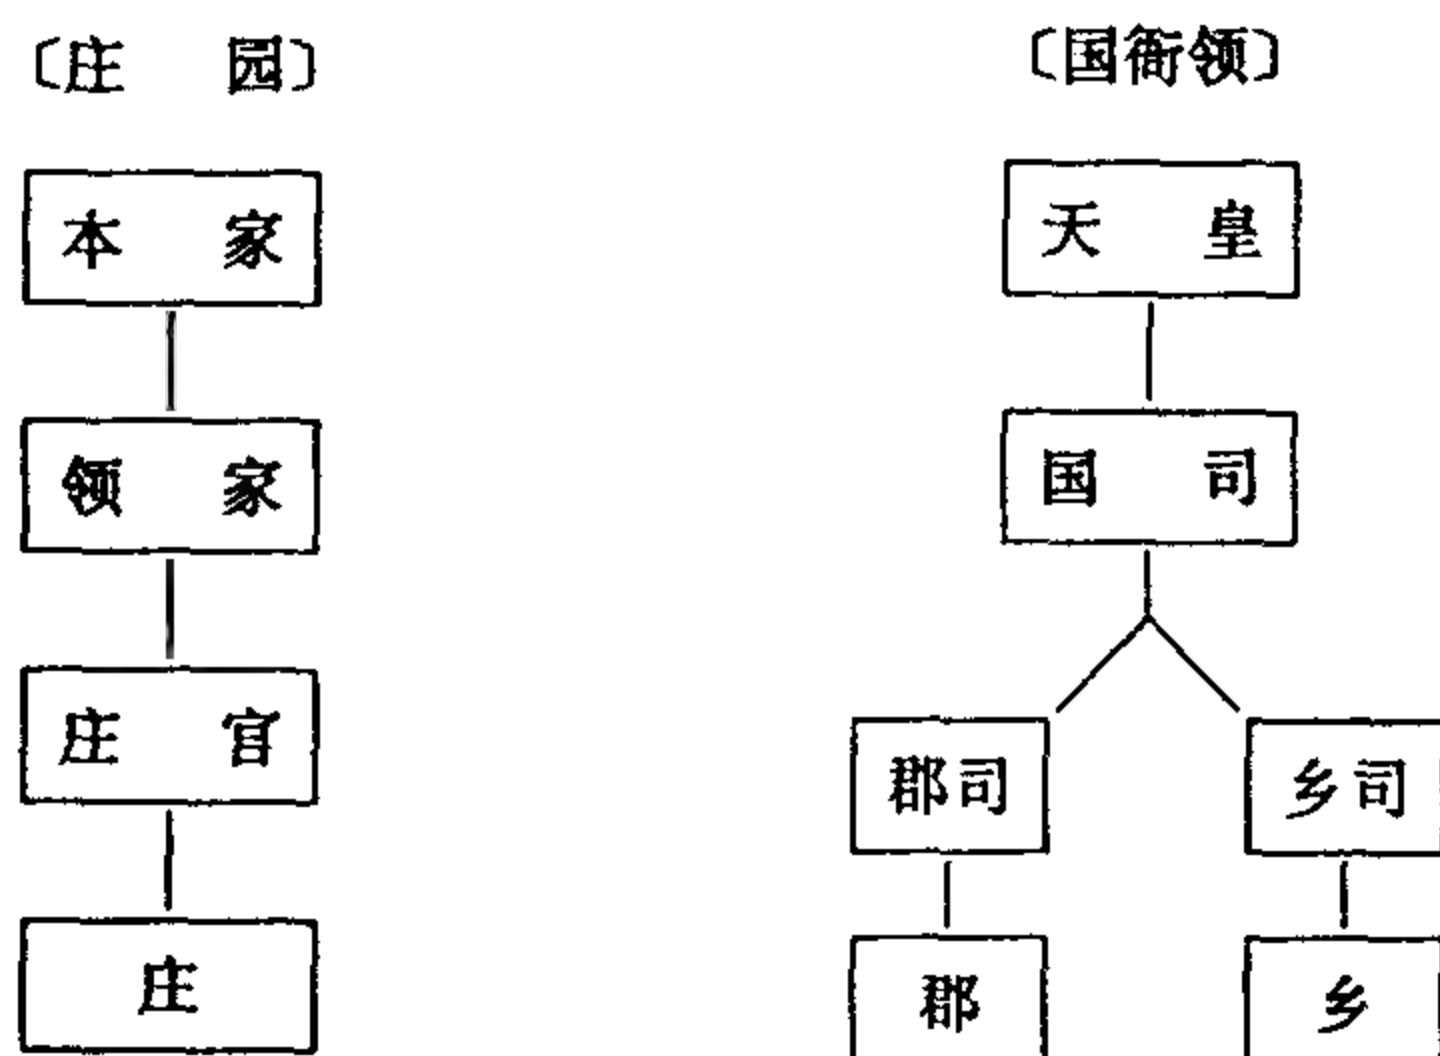 〔庄 园〕
本 家
领 家
庄 官
庄
〔国衙领〕
天 皇
国 司
郡司 乡司
郡 乡